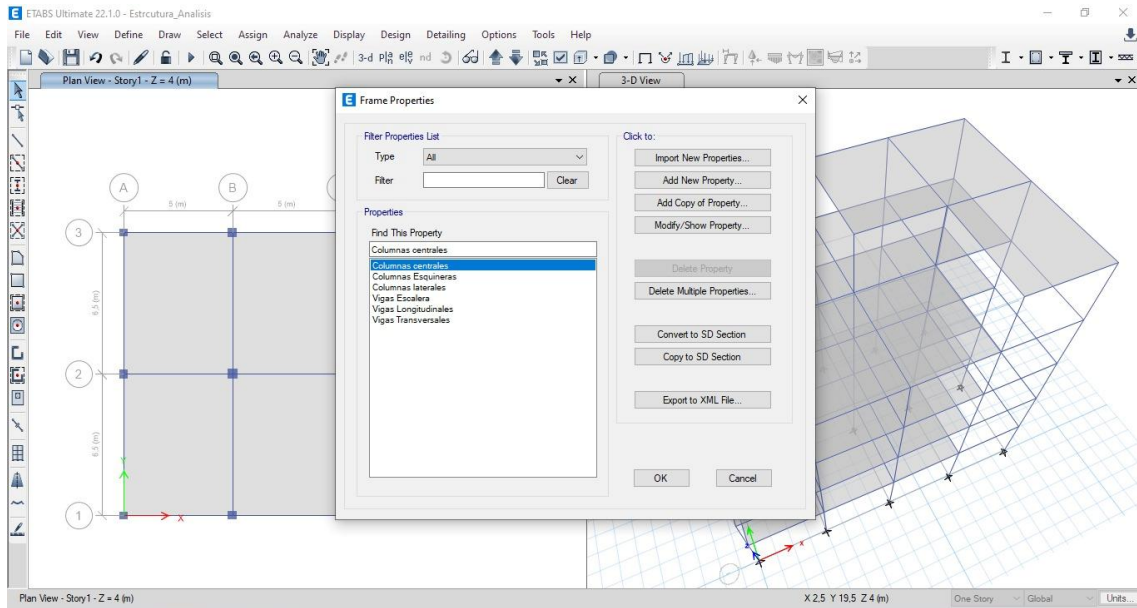 ETABS Ultimate 22.1.0 - Estrcutura_Analisis
File Edit View Define Draw Select Assign Analyze Display Design Detailing Options Tools Help
3-d pla ele nd
Plan View - Story1 - Z = 4 (m)
3-D View
A
B
5 (m)
5 (m)
3
6.5 (m)
2
6.5 (m)
1
Y
X
Frame Properties
Filter Properties List
Type All
Filter Clear
Properties
Find This Property
Columnas centrales
Columnas centrales
Columnas Esquineras
Columnas laterales
Vigas Escalera
Vigas Longitudinales
Vigas Transversales
Click to:
Import New Properties...
Add New Property...
Add Copy of Property...
Modify/Show Property...
Delete Property
Delete Multiple Properties...
Convert to SD Section
Copy to SD Section
Export to XML File...
OK Cancel
Z
X
Plan View - Story1 - Z = 4 (m)
X 2,5 Y 19,5 Z 4 (m)
One Story
Global
Units...